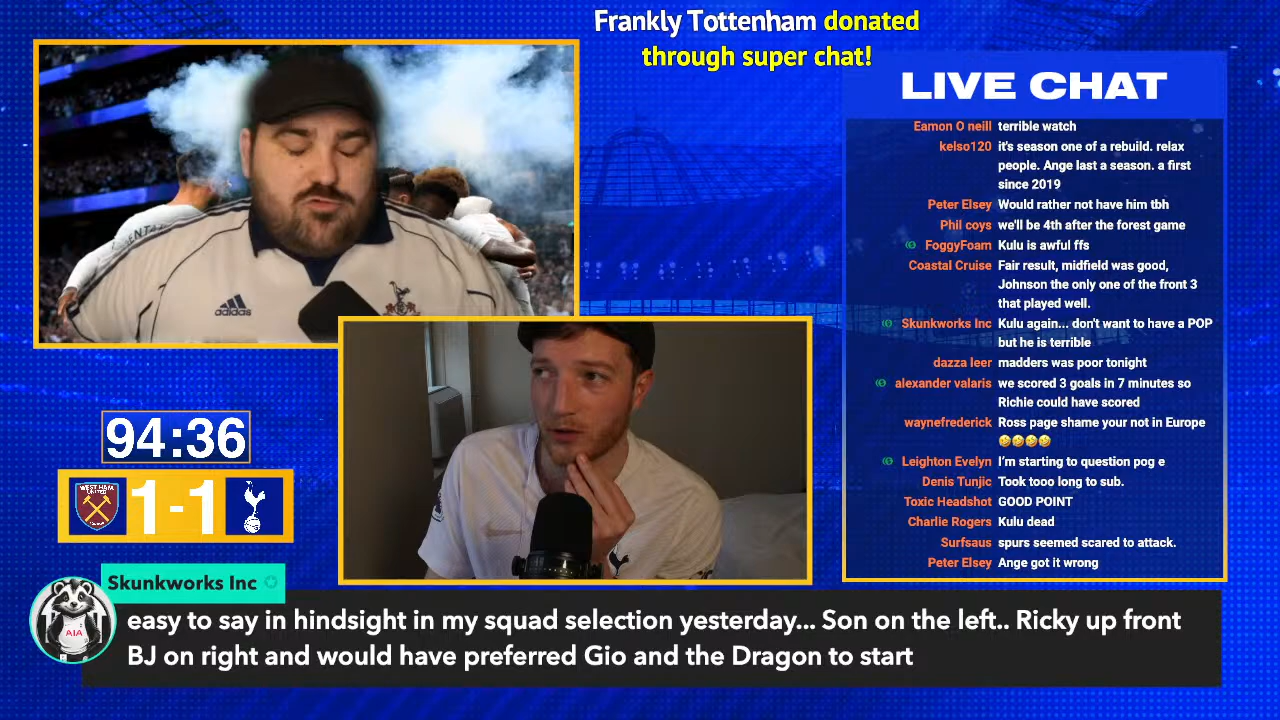 Frankly Tottenham donated
through super chat!
LIVE CHAT
Eamon O neill terrible watch
kelso120 it's season one of a rebuild. relax
people. Ange last a season. a first
since 2019
Peter Elsey Would rather not have him tbh
Phil coys we'll be 4th after the forest game
FoggyFoam Kulu is awful ffs
Coastal Cruise Fair result, midfield was good,
Johnson the only one of the front 3
that played well.
Skunkworks Inc Kulu again... don't want to have a POP
but he is terrible
dazza leer madders was poor tonight
alexander valaris we scored 3 goals in 7 minutes so
Richie could have scored
waynefrederick Ross page shame your not in Europe
🤣🤣🤣🤣
Leighton Evelyn I'm starting to question pog e
Denis Tunjic Took tooo long to sub.
Toxic Headshot GOOD POINT
Charlie Rogers Kulu dead
Surfsaus spurs seemed scared to attack.
Peter Elsey Ange got it wrong
adidas
94:36
WEST HAM
UNITED
1-1
Skunkworks Inc
AIA
easy to say in hindsight in my squad selection yesterday... Son on the left.. Ricky up front
BJ on right and would have preferred Gio and the Dragon to start